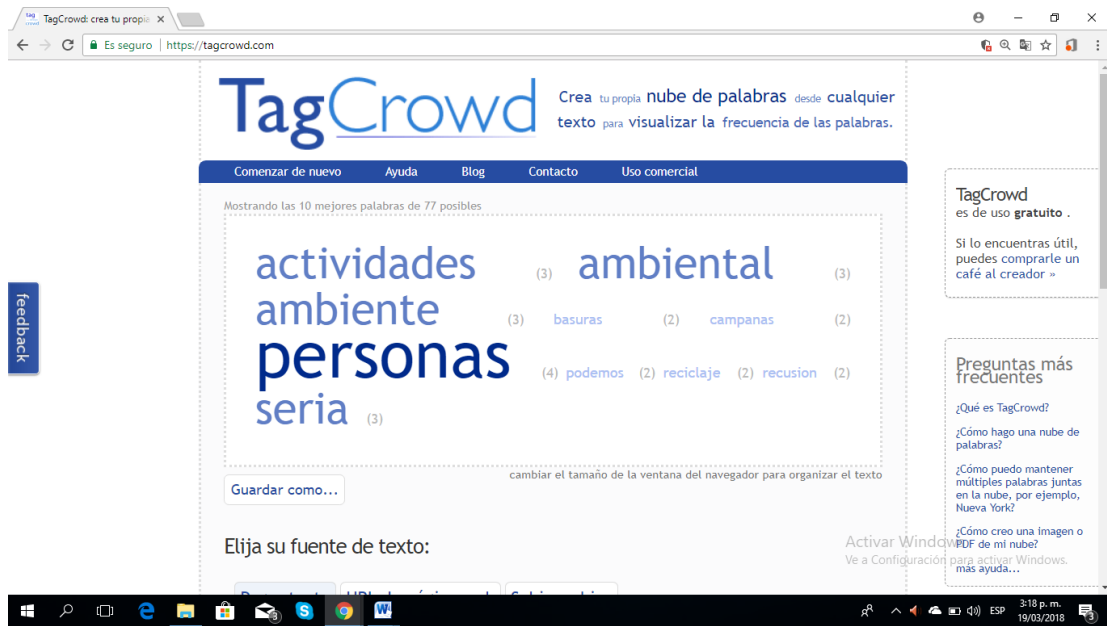 tag
crowd
TagCrowd: crea tu propia
Es seguro
https://tagcrowd.com
TagCrowd
Crea tu propia nube de palabras desde cualquier
texto para visualizar la frecuencia de las palabras.
Comenzar de nuevo Ayuda Blog Contacto Uso comercial
Mostrando las 10 mejores palabras de 77 posibles
actividades (3) ambiental (3)
ambiente (3) basuras (2) campanas (2)
personas (4) podemos (2) reciclaje (2) recusion (2)
seria (3)
cambiar el tamaño de la ventana del navegador para organizar el texto
Guardar como...
Elija su fuente de texto:
feedback
TagCrowd
es de uso gratuito .
Si lo encuentras útil,
puedes comprarle un
café al creador »
Preguntas más
frecuentes
¿Qué es TagCrowd?
¿Cómo hago una nube de
palabras?
¿Cómo puedo mantener
múltiples palabras juntas
en la nube, por ejemplo,
Nueva York?
¿Cómo creo una imagen o
PDF de mi nube?
más ayuda...
Activar Windows
Ve a Configuración para activar Windows.
ESP
3:18 p. m.
19/03/2018
3
3